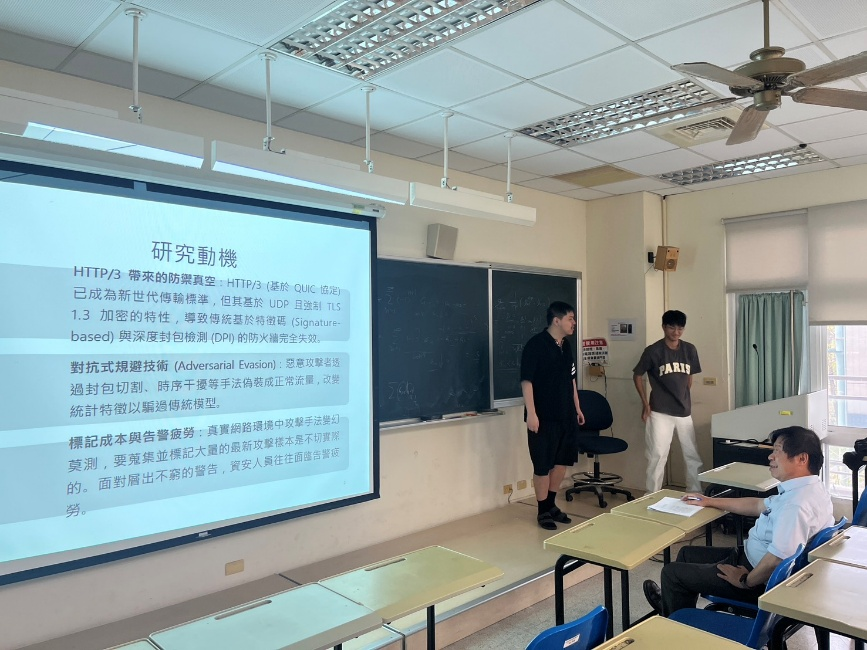 研究動機
HTTP/3 帶來的防禦真空：HTTP/3 (基於 QUIC 協定)
已成為新世代傳輸標準，但其基於 UDP 且強制 TLS
1.3 加密的特性，導致傳統基於特徵碼 (Signature-
based) 與深度封包檢測 (DPI) 的防火牆完全失效。
對抗式規避技術 (Adversarial Evasion)：惡意攻擊者透
過封包切割、時序干擾等手法偽裝成正常流量，改變
統計特徵以騙過傳統模型。
標記成本與告警疲勞：真實網路環境中攻擊手法變幻
莫測，要蒐集並標記大量的最新攻擊樣本是不切實際
的。面對層出不窮的警告，資安人員往往面臨告警疲
勞。
PARIS